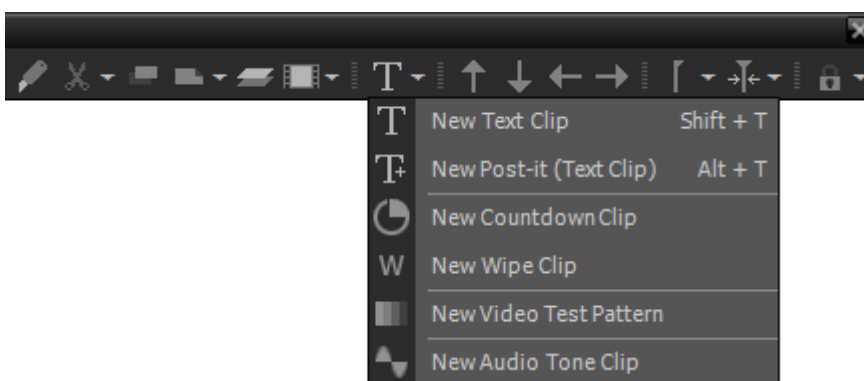 T
T New Text Clip Shift + T
T+ New Post-it (Text Clip) Alt + T
New Countdown Clip
W New Wipe Clip
New Video Test Pattern
New Audio Tone Clip